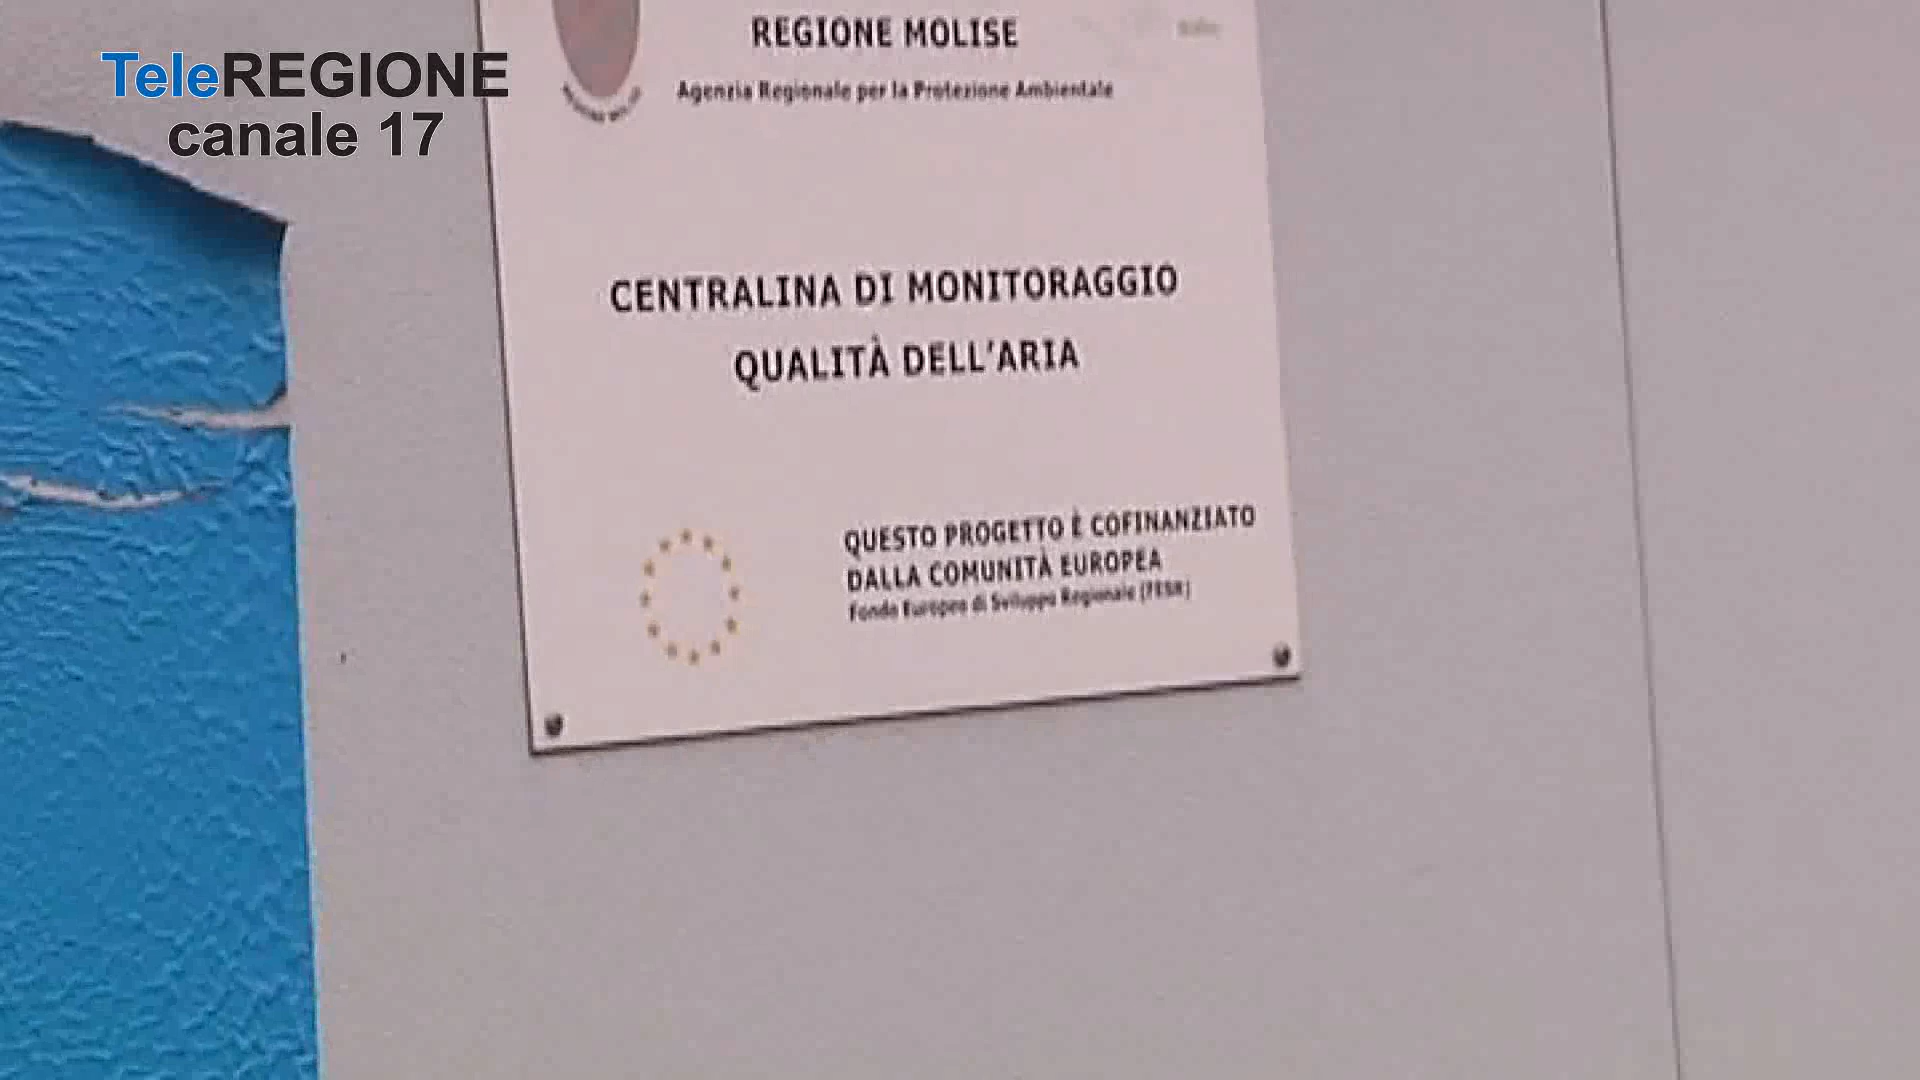 TeleREGIONE
canale 17
REGIONE MOLISE
Agenzia Regionale per la Protezione Ambientale
CENTRALINA DI MONITORAGGIO
QUALITÀ DELL'ARIA
QUESTO PROGETTO È COFINANZIATO
DALLA COMUNITÀ EUROPEA
Fondo Europeo di Sviluppo Regionale (FESR)